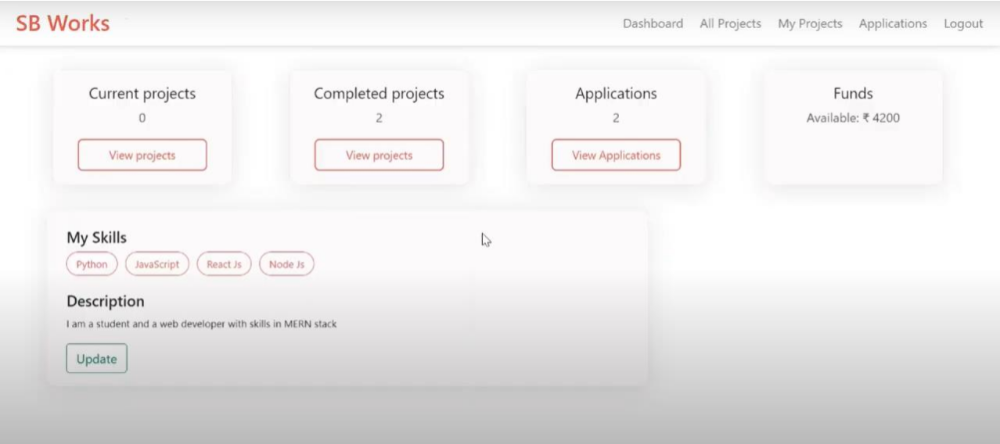 SB Works
Dashboard All Projects My Projects Applications Logout
Current projects
0
View projects
Completed projects
2
View projects
Applications
2
View Applications
Funds
Available: ₹ 4200
My Skills
Python JavaScript React Js Node Js
Description
I am a student and a web developer with skills in MERN stack
Update